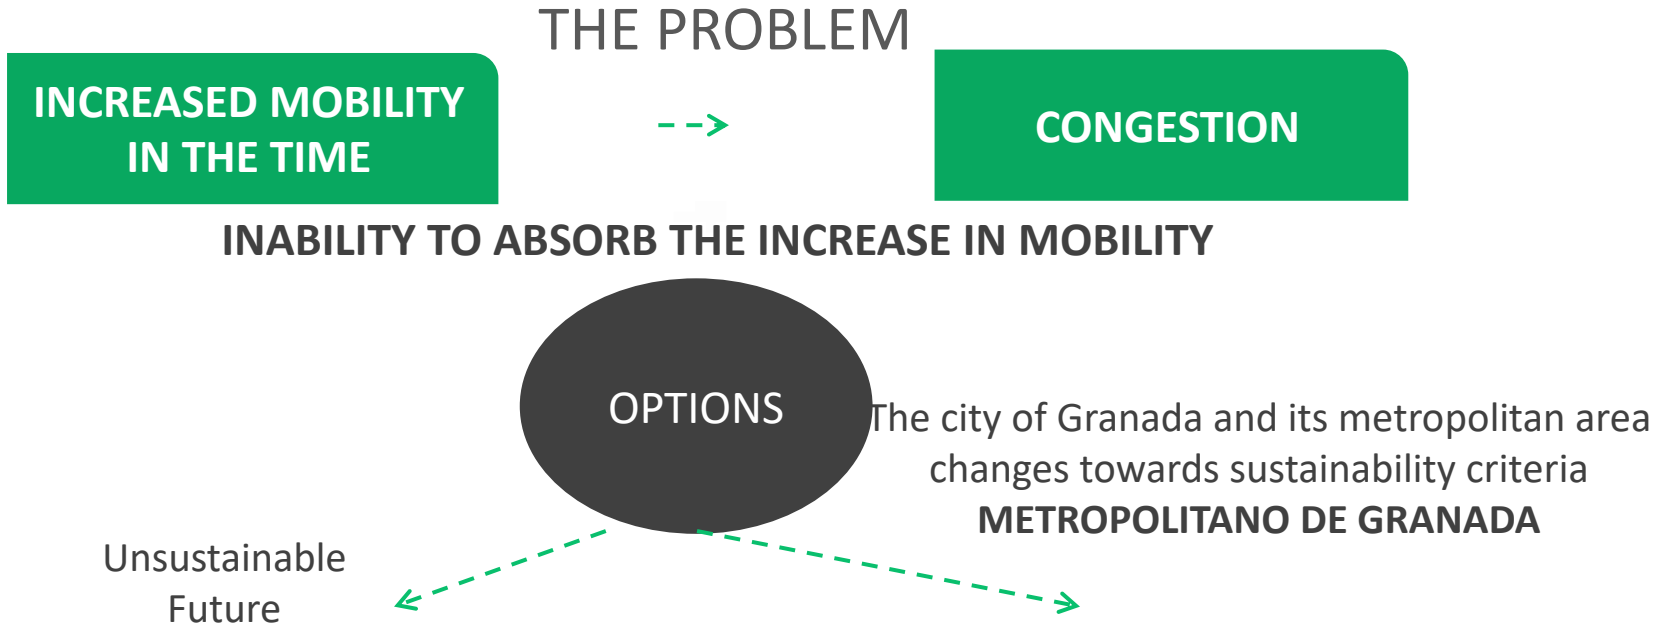 THE PROBLEM
INCREASED MOBILITY
IN THE TIME
CONGESTION
INABILITY TO ABSORB THE INCREASE IN MOBILITY
OPTIONS
The city of Granada and its metropolitan area
changes towards sustainability criteria
METROPOLITANO DE GRANADA
Unsustainable
Future